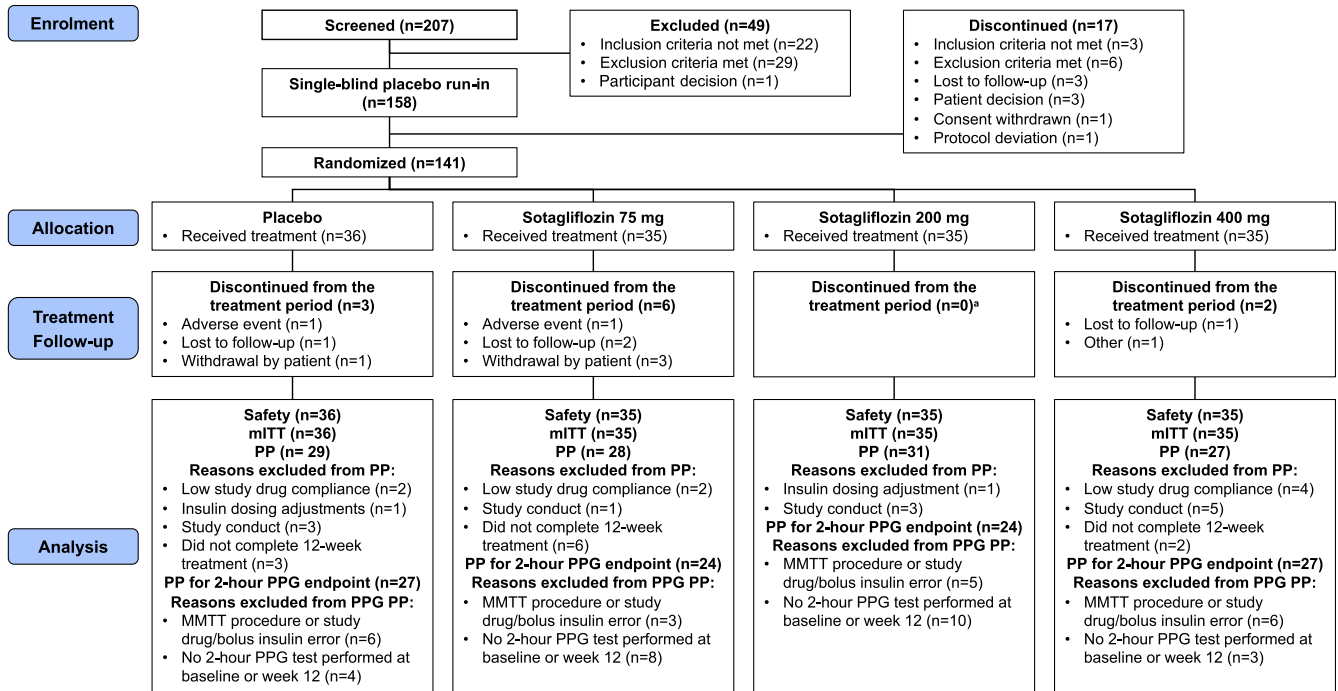 Enrolment
Screened (n=207)
Excluded (n=49)
• Inclusion criteria not met (n=22)
• Exclusion criteria met (n=29)
• Participant decision (n=1)
Discontinued (n=17)
• Inclusion criteria not met (n=3)
• Exclusion criteria met (n=6)
• Lost to follow-up (n=3)
• Patient decision (n=3)
• Consent withdrawn (n=1)
• Protocol deviation (n=1)
Single-blind placebo run-in
(n=158)
Randomized (n=141)
Allocation
Placebo
• Received treatment (n=36)
Sotagliflozin 75 mg
• Received treatment (n=35)
Sotagliflozin 200 mg
• Received treatment (n=35)
Sotagliflozin 400 mg
• Received treatment (n=35)
Treatment
Follow-up
Discontinued from the
treatment period (n=3)
• Adverse event (n=1)
• Lost to follow-up (n=1)
• Withdrawal by patient (n=1)
Discontinued from the
treatment period (n=6)
• Adverse event (n=1)
• Lost to follow-up (n=2)
• Withdrawal by patient (n=3)
Discontinued from the
treatment period (n=0)ᵃ
Discontinued from the
treatment period (n=2)
• Lost to follow-up (n=1)
• Other (n=1)
Analysis
Safety (n=36)
mITT (n=36)
PP (n= 29)
Reasons excluded from PP:
• Low study drug compliance (n=2)
• Insulin dosing adjustments (n=1)
• Study conduct (n=3)
• Did not complete 12-week
treatment (n=3)
PP for 2-hour PPG endpoint (n=27)
Reasons excluded from PPG PP:
• MMTT procedure or study
drug/bolus insulin error (n=6)
• No 2-hour PPG test performed at
baseline or week 12 (n=4)
Safety (n=35)
mITT (n=35)
PP (n= 28)
Reasons excluded from PP:
• Low study drug compliance (n=2)
• Study conduct (n=1)
• Did not complete 12-week
treatment (n=6)
PP for 2-hour PPG endpoint (n=24)
Reasons excluded from PPG PP:
• MMTT procedure or study
drug/bolus insulin error (n=3)
• No 2-hour PPG test performed at
baseline or week 12 (n=8)
Safety (n=35)
mITT (n=35)
PP (n=31)
Reasons excluded from PP:
• Insulin dosing adjustment (n=1)
• Study conduct (n=3)
PP for 2-hour PPG endpoint (n=24)
Reasons excluded from PPG PP:
• MMTT procedure or study
drug/bolus insulin error (n=5)
• No 2-hour PPG test performed at
baseline or week 12 (n=10)
Safety (n=35)
mITT (n=35)
PP (n=27)
Reasons excluded from PP:
• Low study drug compliance (n=4)
• Study conduct (n=5)
• Did not complete 12-week
treatment (n=2)
PP for 2-hour PPG endpoint (n=27)
Reasons excluded from PPG PP:
• MMTT procedure or study
drug/bolus insulin error (n=6)
• No 2-hour PPG test performed at
baseline or week 12 (n=3)